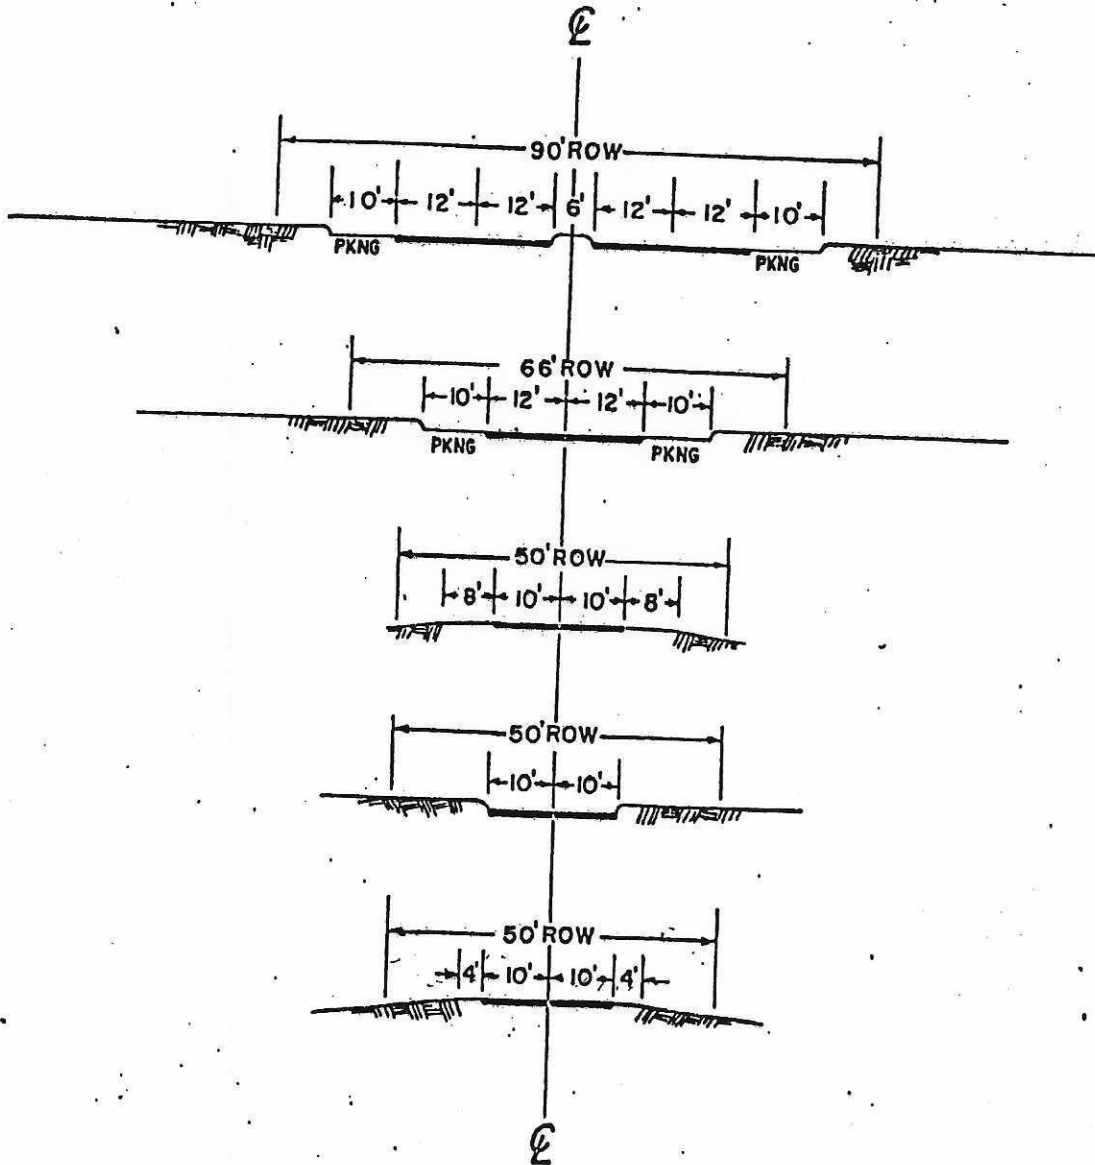 ℄
90' ROW
10' 12' 12' 6' 12' 12' 10'
PKNG PKNG
66' ROW
10' 12' 12' 10'
PKNG PKNG
50' ROW
8' 10' 10' 8'
50' ROW
10' 10'
50' ROW
4' 10' 10' 4'
℄